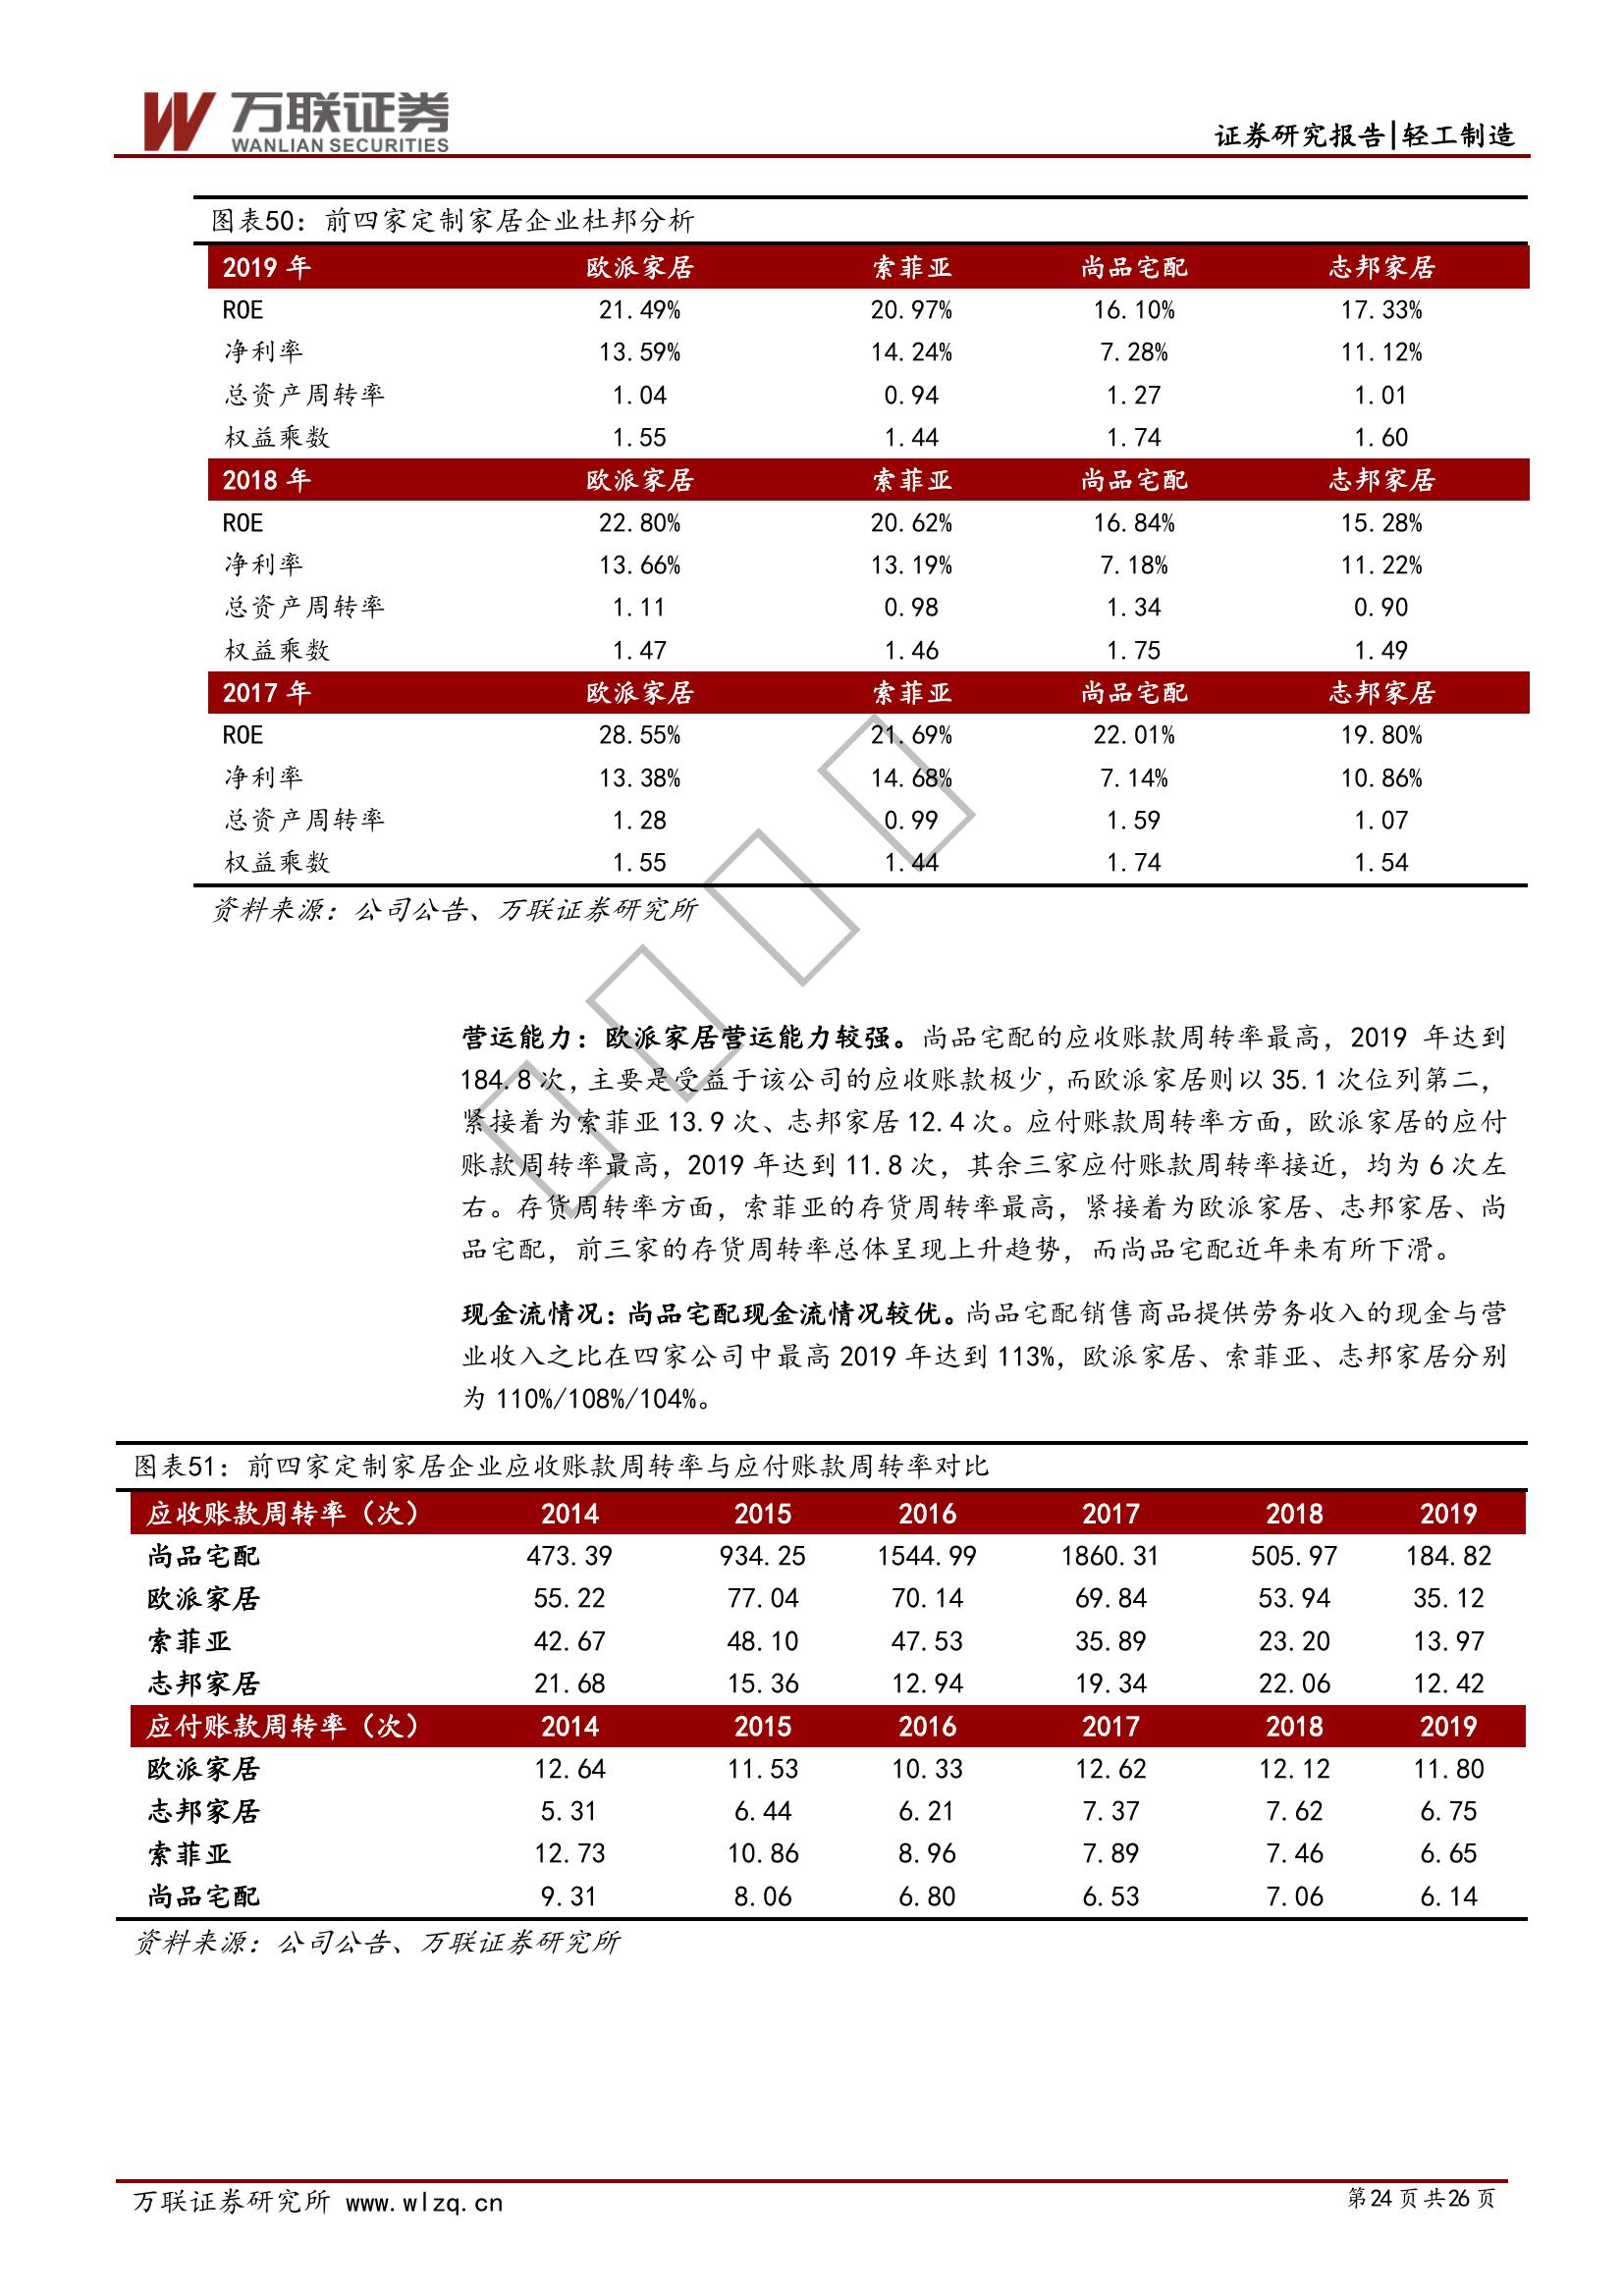 万联证券
WANLIAN SECURITIES
证券研究报告|轻工制造
图表50：前四家定制家居企业杜邦分析
2019 年 欧派家居 索菲亚 尚品宅配 志邦家居
ROE 21.49% 20.97% 16.10% 17.33%
净利率 13.59% 14.24% 7.28% 11.12%
总资产周转率 1.04 0.94 1.27 1.01
权益乘数 1.55 1.44 1.74 1.60
2018 年 欧派家居 索菲亚 尚品宅配 志邦家居
ROE 22.80% 20.62% 16.84% 15.28%
净利率 13.66% 13.19% 7.18% 11.22%
总资产周转率 1.11 0.98 1.34 0.90
权益乘数 1.47 1.46 1.75 1.49
2017 年 欧派家居 索菲亚 尚品宅配 志邦家居
ROE 28.55% 21.69% 22.01% 19.80%
净利率 13.38% 14.68% 7.14% 10.86%
总资产周转率 1.28 0.99 1.59 1.07
权益乘数 1.55 1.44 1.74 1.54
资料来源：公司公告、万联证券研究所
营运能力：欧派家居营运能力较强。尚品宅配的应收账款周转率最高，2019 年达到
184.8 次，主要是受益于该公司的应收账款极少，而欧派家居则以 35.1 次位列第二，
紧接着为索菲亚 13.9 次、志邦家居 12.4 次。应付账款周转率方面，欧派家居的应付
账款周转率最高，2019 年达到 11.8 次，其余三家应付账款周转率接近，均为 6 次左
右。存货周转率方面，索菲亚的存货周转率最高，紧接着为欧派家居、志邦家居、尚
品宅配，前三家的存货周转率总体呈现上升趋势，而尚品宅配近年来有所下滑。
现金流情况：尚品宅配现金流情况较优。尚品宅配销售商品提供劳务收入的现金与营
业收入之比在四家公司中最高 2019 年达到 113%，欧派家居、索菲亚、志邦家居分别
为 110%/108%/104%。
图表51：前四家定制家居企业应收账款周转率与应付账款周转率对比
应收账款周转率（次） 2014 2015 2016 2017 2018 2019
尚品宅配 473.39 934.25 1544.99 1860.31 505.97 184.82
欧派家居 55.22 77.04 70.14 69.84 53.94 35.12
索菲亚 42.67 48.10 47.53 35.89 23.20 13.97
志邦家居 21.68 15.36 12.94 19.34 22.06 12.42
应付账款周转率（次） 2014 2015 2016 2017 2018 2019
欧派家居 12.64 11.53 10.33 12.62 12.12 11.80
志邦家居 5.31 6.44 6.21 7.37 7.62 6.75
索菲亚 12.73 10.86 8.96 7.89 7.46 6.65
尚品宅配 9.31 8.06 6.80 6.53 7.06 6.14
资料来源：公司公告、万联证券研究所
万联证券研究所 www.wlzq.cn 第24 页 共26 页